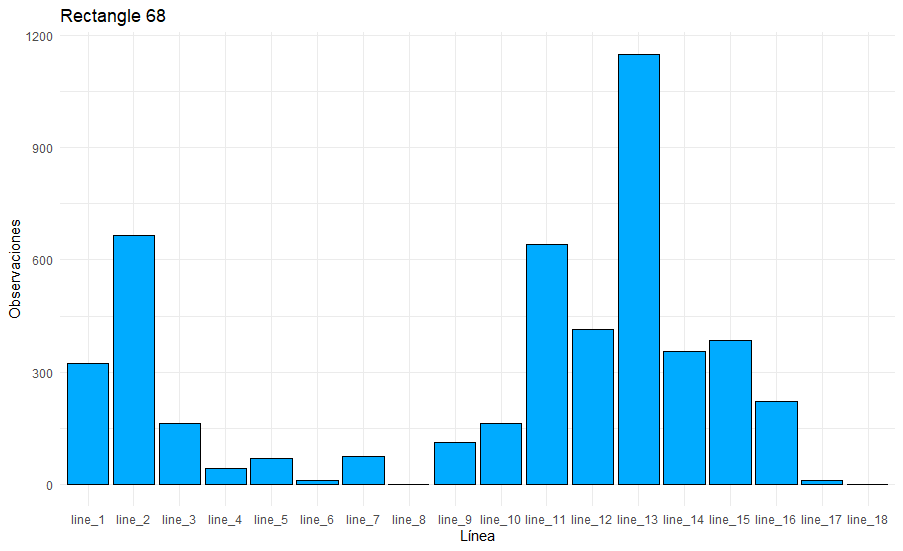 Rectangle 68
1200
900
600
300
0
Observaciones
line_1 line_2 line_3 line_4 line_5 line_6 line_7 line_8 line_9 line_10 line_11 line_12 line_13 line_14 line_15 line_16 line_17 line_18
Línea